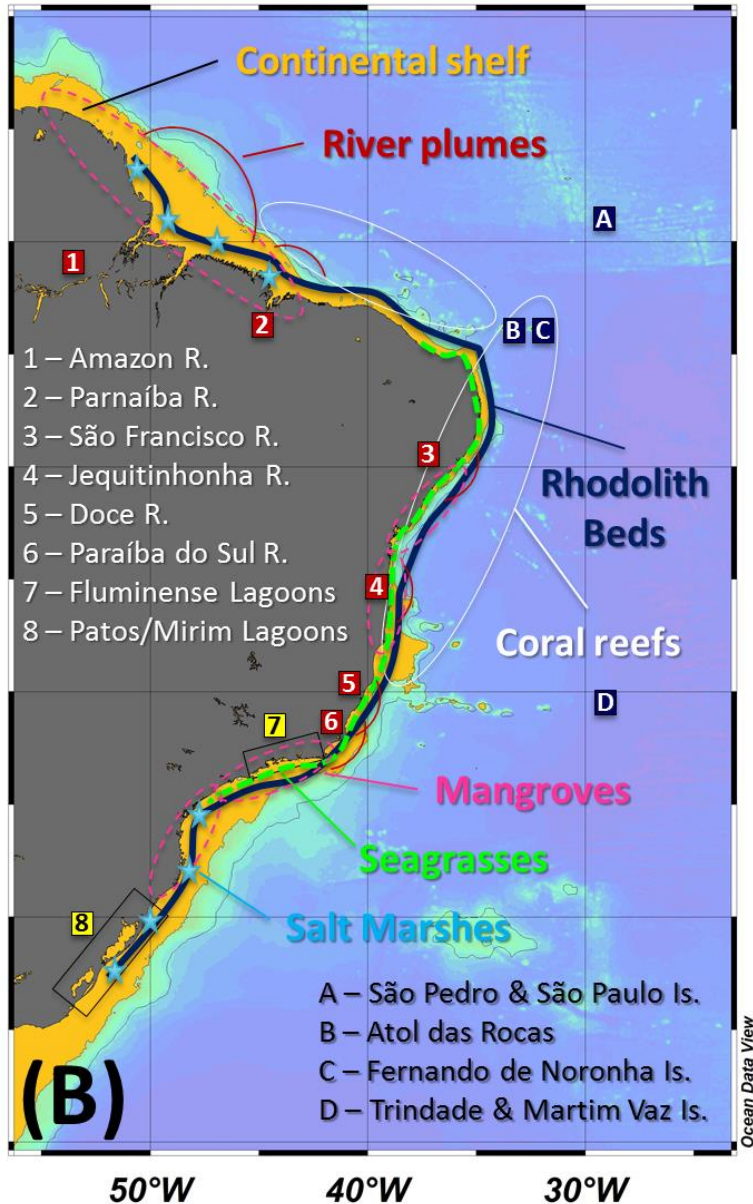 Continental shelf
River plumes
A
1
2
B C
1 – Amazon R.
2 – Parnaíba R.
3 – São Francisco R.
4 – Jequitinhonha R.
5 – Doce R.
6 – Paraíba do Sul R.
7 – Fluminense Lagoons
8 – Patos/Mirim Lagoons
3
Rhodolith
Beds
4
Coral reefs
5
D
6
7
Mangroves
Seagrasses
8
Salt Marshes
A – São Pedro & São Paulo Is.
B – Atol das Rocas
C – Fernando de Noronha Is.
D – Trindade & Martim Vaz Is.
(B)
Ocean Data View
50°W 40°W 30°W